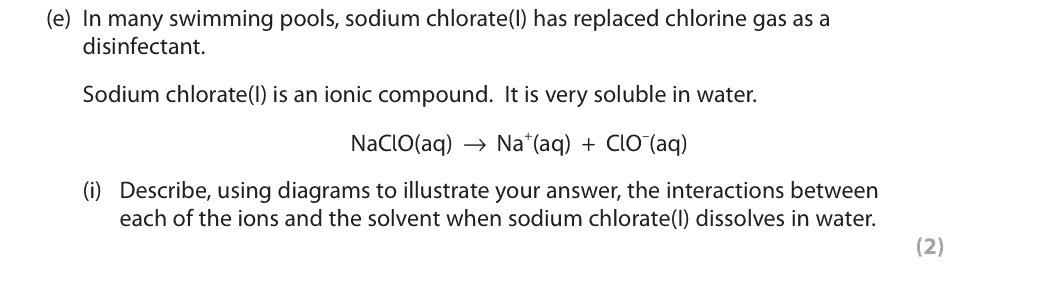 (e) In many swimming pools, sodium chlorate(I) has replaced chlorine gas as a
disinfectant.
Sodium chlorate(I) is an ionic compound. It is very soluble in water.
NaClO(aq) → Na⁺(aq) + ClO⁻(aq)
(i) Describe, using diagrams to illustrate your answer, the interactions between
each of the ions and the solvent when sodium chlorate(I) dissolves in water.
(2)